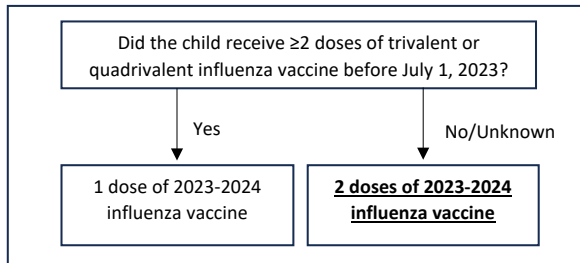 Did the child receive ≥2 doses of trivalent or
quadrivalent influenza vaccine before July 1, 2023?
Yes
No/Unknown
1 dose of 2023-2024
influenza vaccine
2 doses of 2023-2024
influenza vaccine